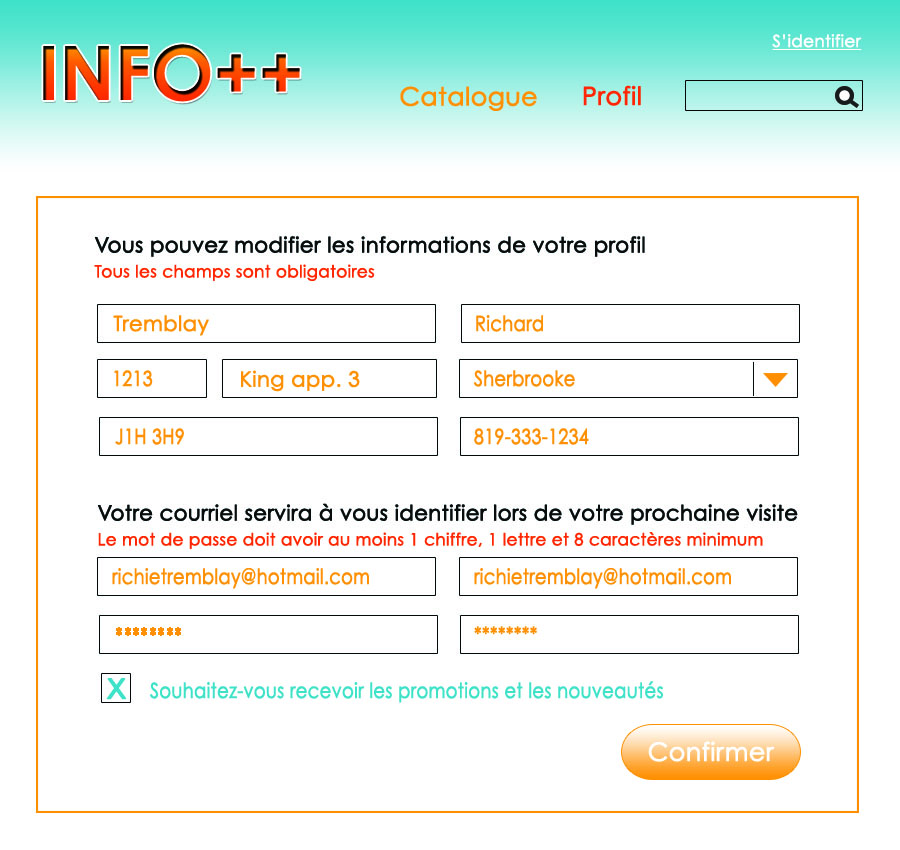 S'identifier
INFO++
Catalogue Profil
Vous pouvez modifier les informations de votre profil
Tous les champs sont obligatoires
Tremblay Richard
1213 King app. 3 Sherbrooke
J1H 3H9 819-333-1234
Votre courriel servira à vous identifier lors de votre prochaine visite
Le mot de passe doit avoir au moins 1 chiffre, 1 lettre et 8 caractères minimum
richietremblay@hotmail.com richietremblay@hotmail.com
******** ********
X Souhaitez-vous recevoir les promotions et les nouveautés
Confirmer